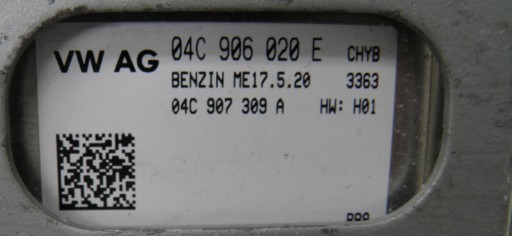 VW AG 04C 906 020 E CHYB
BENZIN ME17.5.20 3363
04C 907 309 A HW: H01